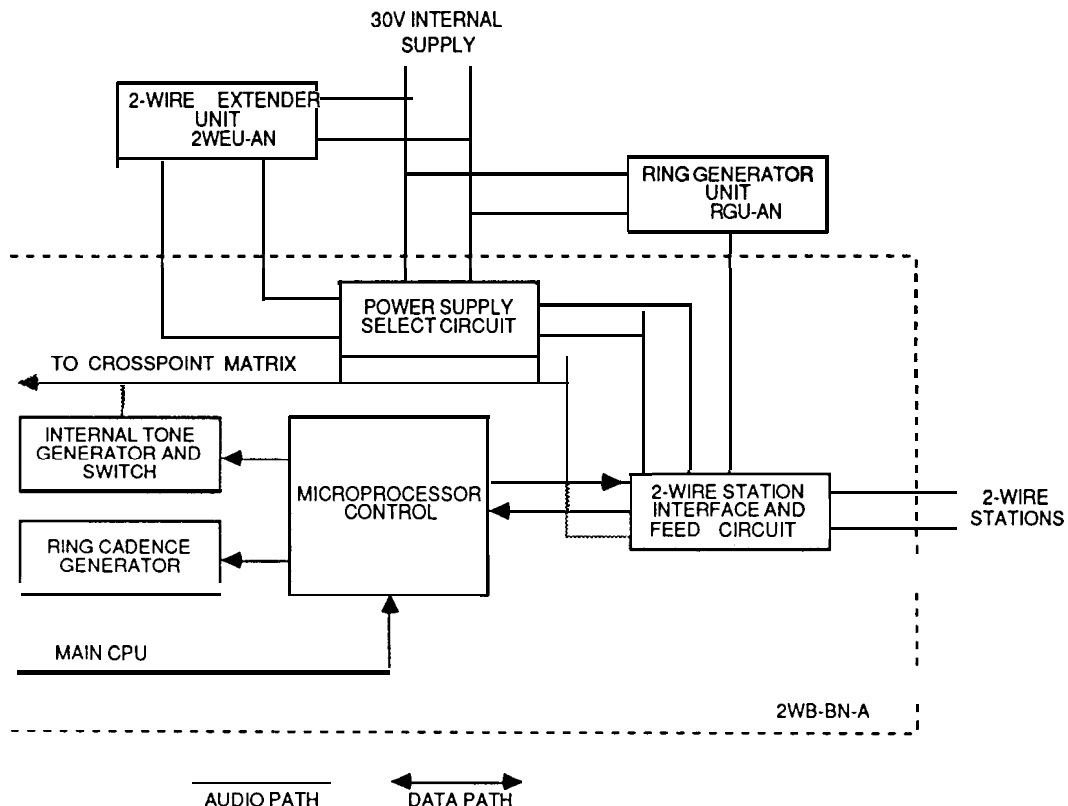 30V INTERNAL
SUPPLY
2-WIRE EXTENDER
UNIT
2WEU-AN
RING GENERATOR
UNIT
RGU-AN
POWER SUPPLY
SELECT CIRCUIT
TO CROSSPOINT MATRIX
INTERNAL TONE
GENERATOR AND
SWITCH
MICROPROCESSOR
CONTROL
2-WIRE STATION
INTERFACE AND
FEED CIRCUIT
2-WIRE
STATIONS
RING CADENCE
GENERATOR
MAIN CPU
2WB-BN-A
AUDIO PATH
DATA PATH